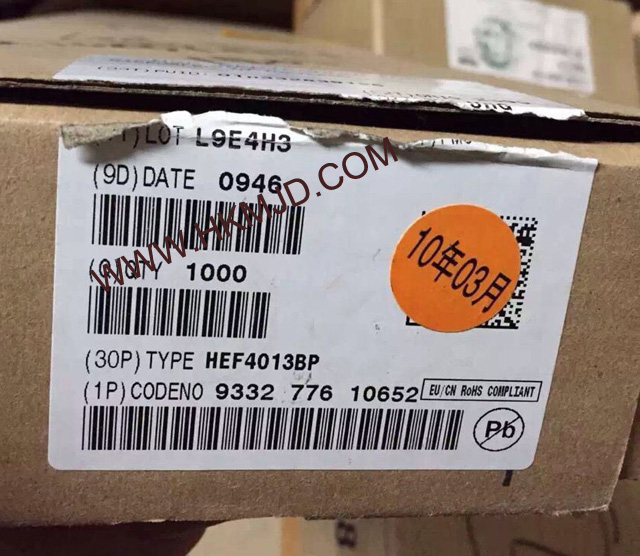 LOT L9E4H3
(9D) DATE 0946
WWW.HKMJD.COM
10年03月
1000
(30P) TYPE HEF4013BP
(1P) CODENO 9332 776 10652
EU/CN RoHS COMPLIANT
Pb